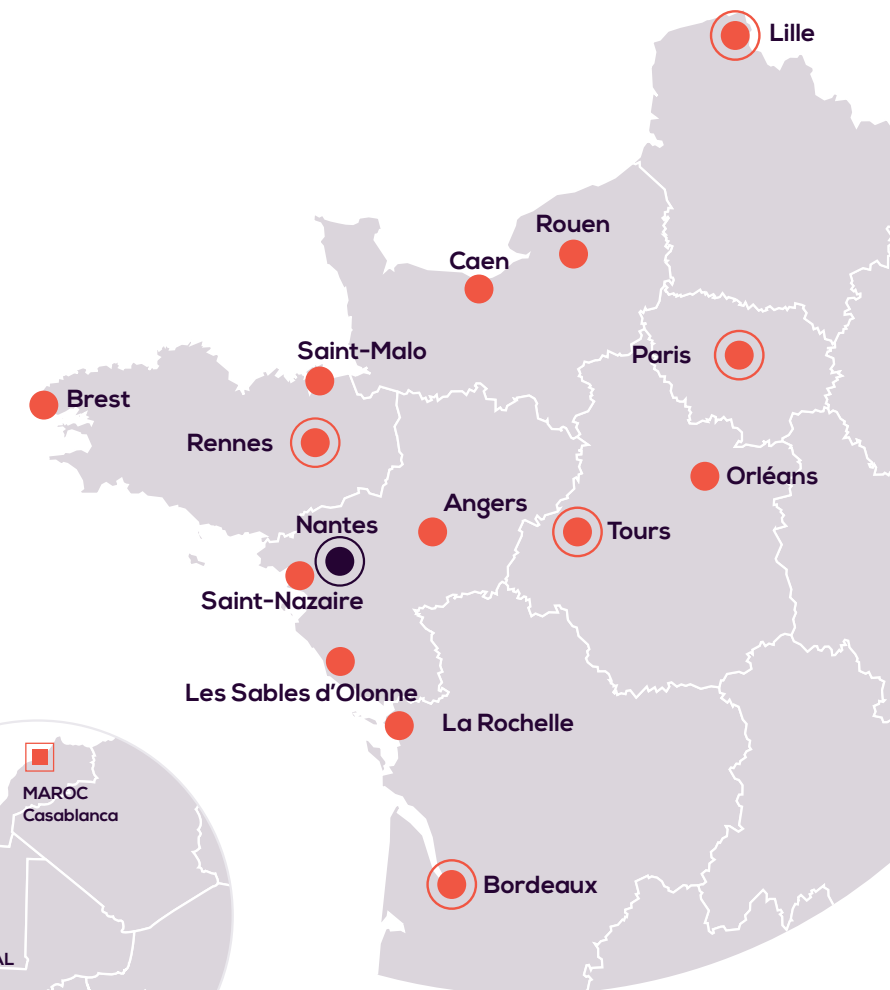 Lille
Rouen
Caen
Saint-Malo
Paris
Brest
Rennes
Orléans
Angers
Nantes
Tours
Saint-Nazaire
Les Sables d'Olonne
La Rochelle
MAROC
Casablanca
Bordeaux